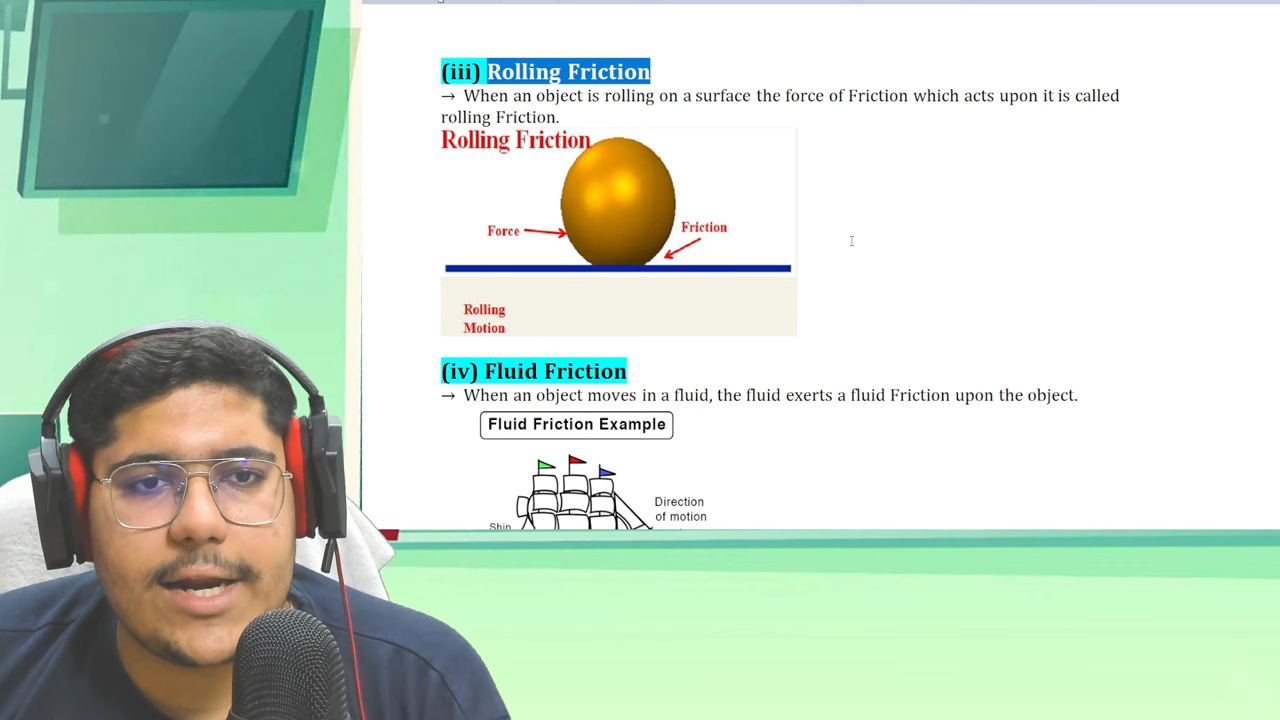 (iii) Rolling Friction
→ When an object is rolling on a surface the force of Friction which acts upon it is called
rolling Friction.
Rolling Friction
Force
Friction
Rolling
Motion
(iv) Fluid Friction
→ When an object moves in a fluid, the fluid exerts a fluid Friction upon the object.
Fluid Friction Example
Direction
of motion
Ship